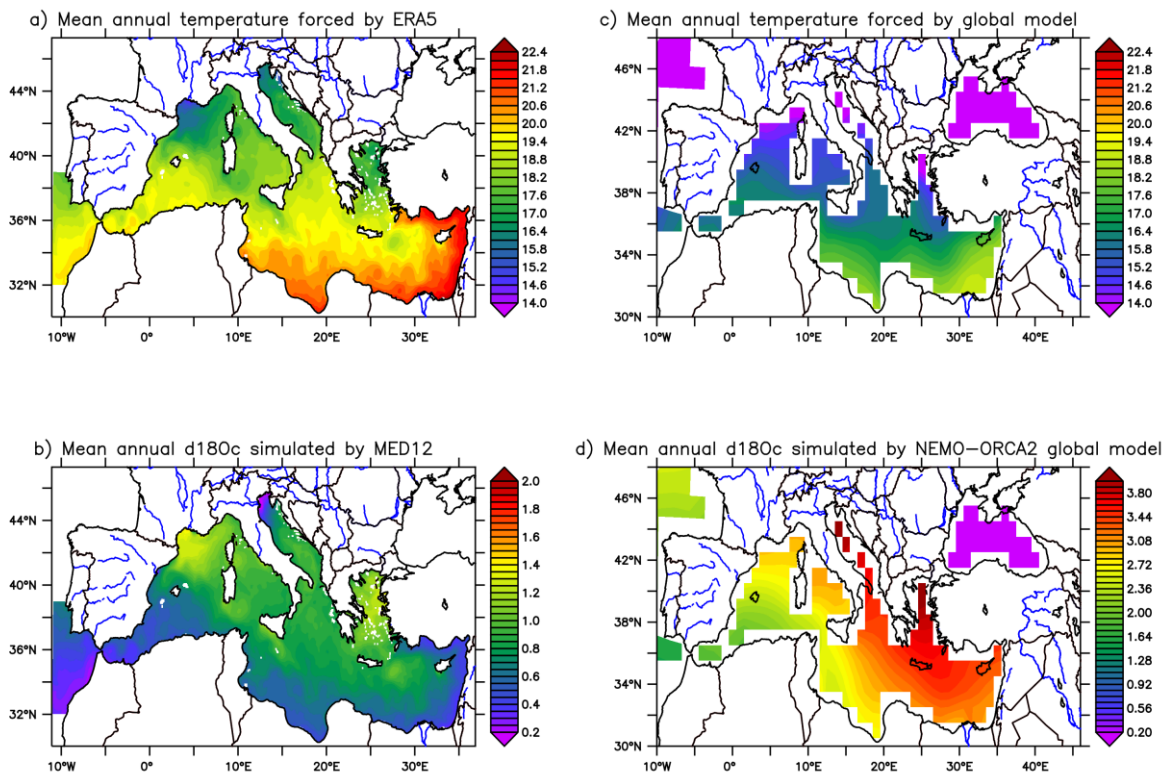 a) Mean annual temperature forced by ERA5
44°N
40°N
36°N
32°N
10°W 0° 10°E 20°E 30°E
22.4
21.8
21.2
20.6
20.0
19.4
18.8
18.2
17.6
17.0
16.4
15.8
15.2
14.6
14.0
c) Mean annual temperature forced by global model
46°N
42°N
38°N
34°N
30°N
10°W 0° 10°E 20°E 30°E 40°E
22.4
21.8
21.2
20.6
20.0
19.4
18.8
18.2
17.6
17.0
16.4
15.8
15.2
14.6
14.0
b) Mean annual d180c simulated by MED12
44°N
40°N
36°N
32°N
10°W 0° 10°E 20°E 30°E
2.0
1.8
1.6
1.4
1.2
1.0
0.8
0.6
0.4
0.2
d) Mean annual d180c simulated by NEMO-ORCA2 global model
46°N
42°N
38°N
34°N
30°N
10°W 0° 10°E 20°E 30°E 40°E
3.80
3.44
3.08
2.72
2.36
2.00
1.64
1.28
0.92
0.56
0.20